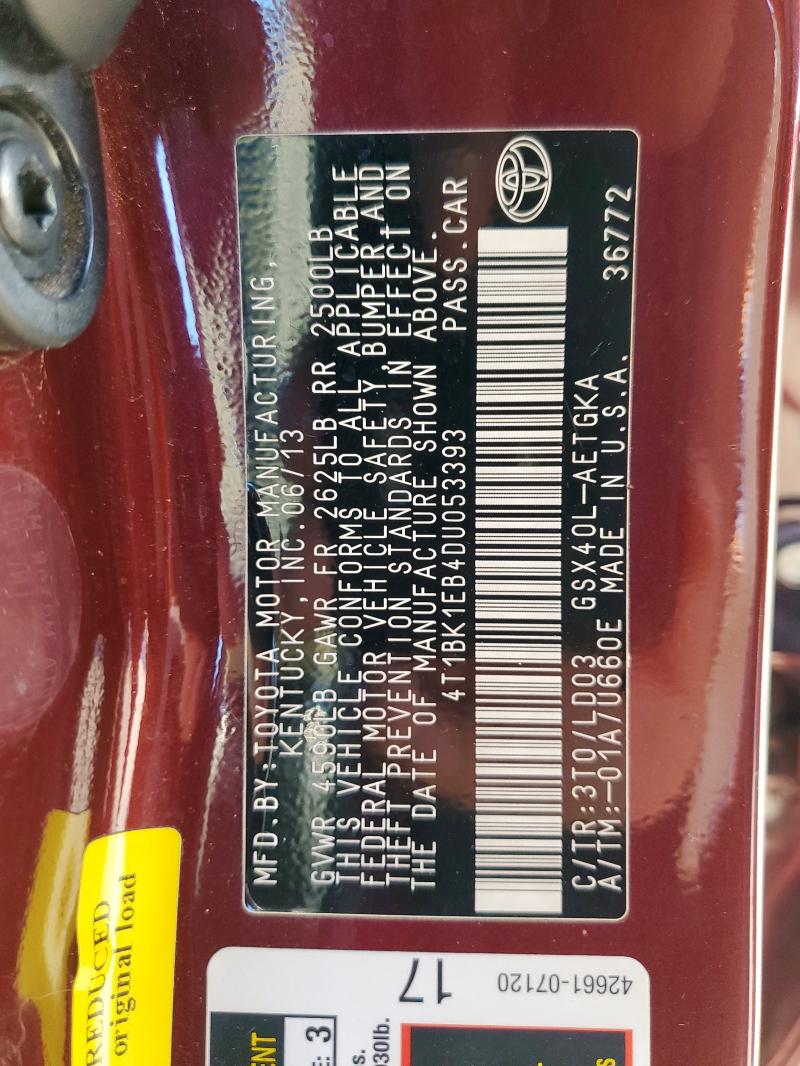 MFD.BY:TOYOTA MOTOR MANUFACTURING,
KENTUCKY,INC.06/13
GVWR 4590LB GAWR FR 2625LB RR 2500LB
THIS VEHICLE CONFORMS TO ALL APPLICABLE
FEDERAL MOTOR VEHICLE SAFETY, BUMPER, AND
THEFT PREVENTION STANDARDS IN EFFECT ON
THE DATE OF MANUFACTURE SHOWN ABOVE.
4T1BK1EB4DU053393 PASS.CAR
C/TR:3T0/LD03 GSX40L-AETGKA 36772
A/TM:-01A/U660E MADE IN U.S.A.
REDUCED
original load
17
42661-07120
3